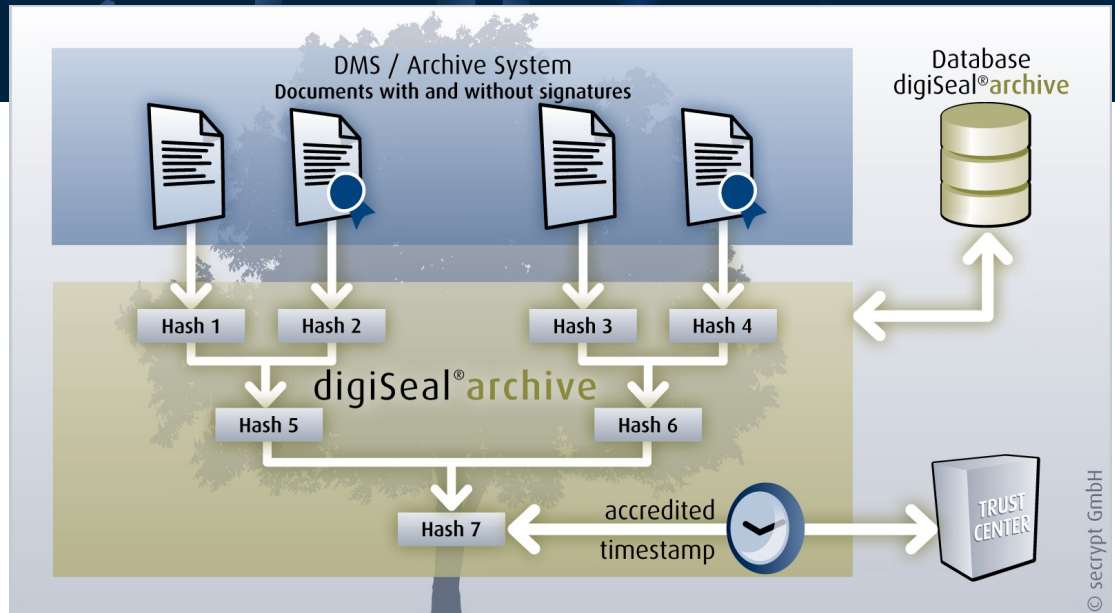 DMS / Archive System
Documents with and without signatures
Database
digiSeal®archive
Hash 1
Hash 2
Hash 3
Hash 4
digiSeal®archive
Hash 5
Hash 6
Hash 7
accredited
timestamp
TRUST
CENTER
© secrypt GmbH